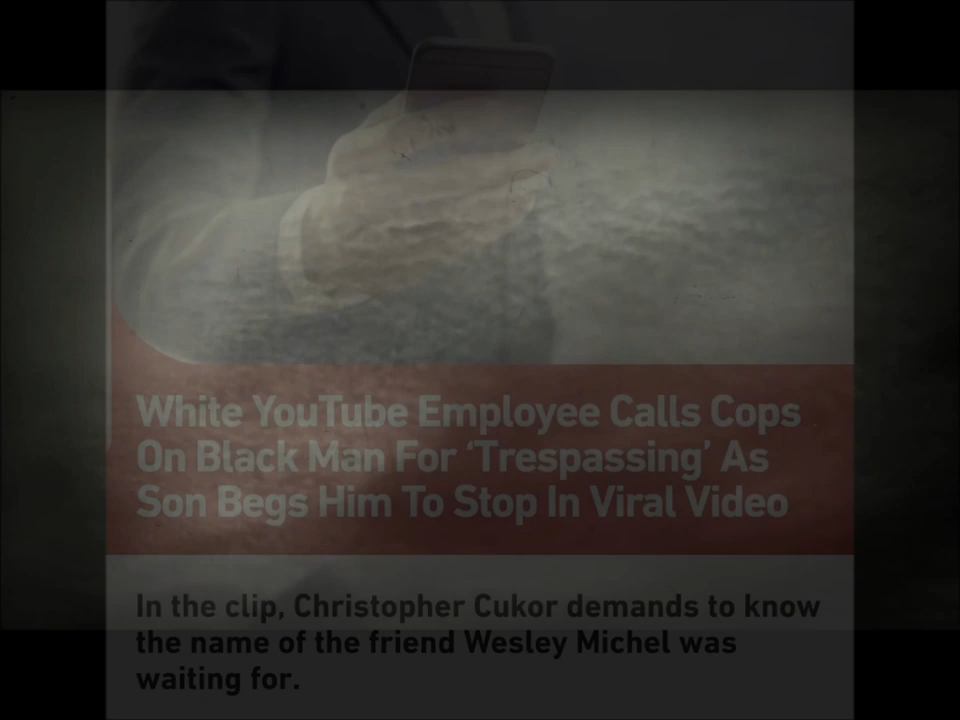 White YouTube Employee Calls Cops
On Black Man For ‘Trespassing’ As
Son Begs Him To Stop In Viral Video
In the clip, Christopher Cukor demands to know
the name of the friend Wesley Michel was
waiting for.